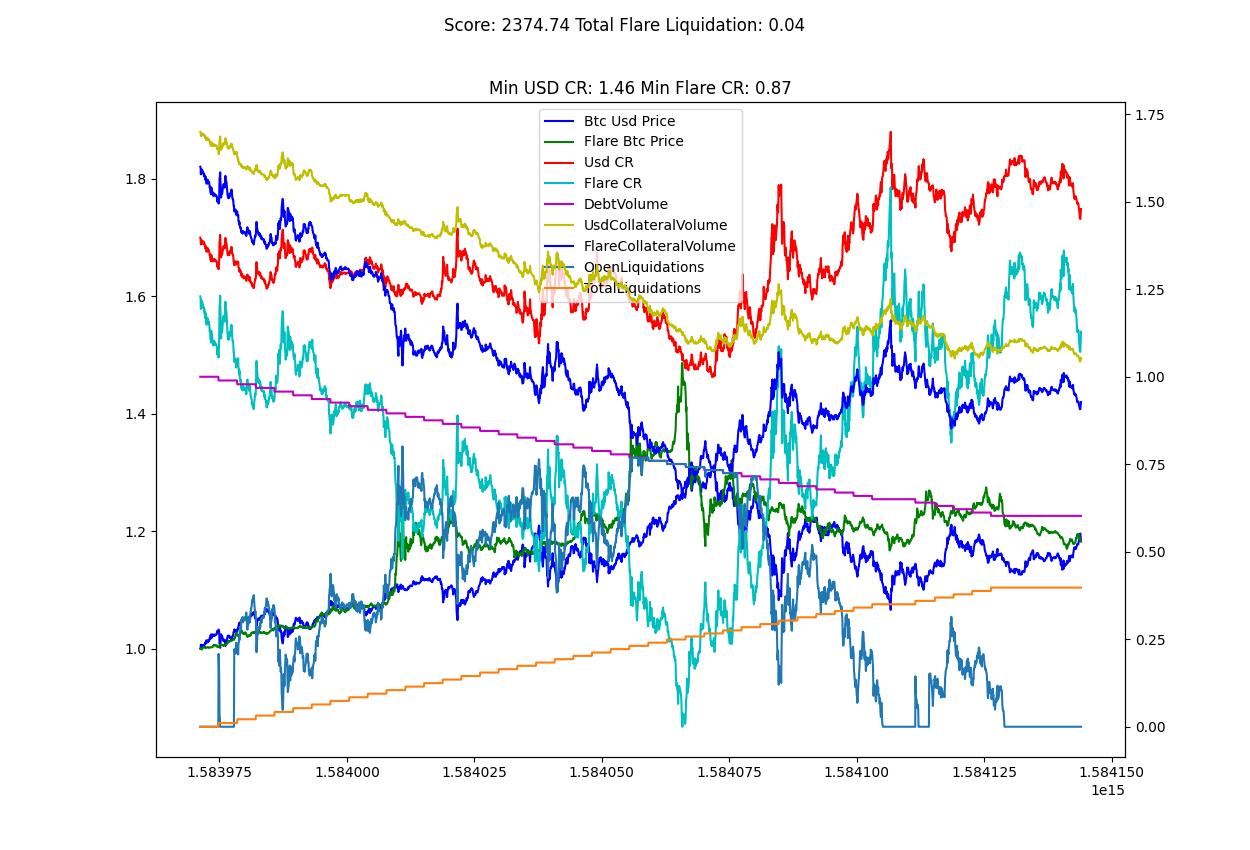 Score: 2374.74 Total Flare Liquidation: 0.04
Min USD CR: 1.46 Min Flare CR: 0.87
Btc Usd Price
Flare Btc Price
Usd CR
Flare CR
DebtVolume
UsdCollateralVolume
FlareCollateralVolume
OpenLiquidations
TotalLiquidations
1.8
1.6
1.4
1.2
1.0
1.75
1.50
1.25
1.00
0.75
0.50
0.25
0.00
1.583975 1.584000 1.584025 1.584050 1.584075 1.584100 1.584125 1.584150
1e15